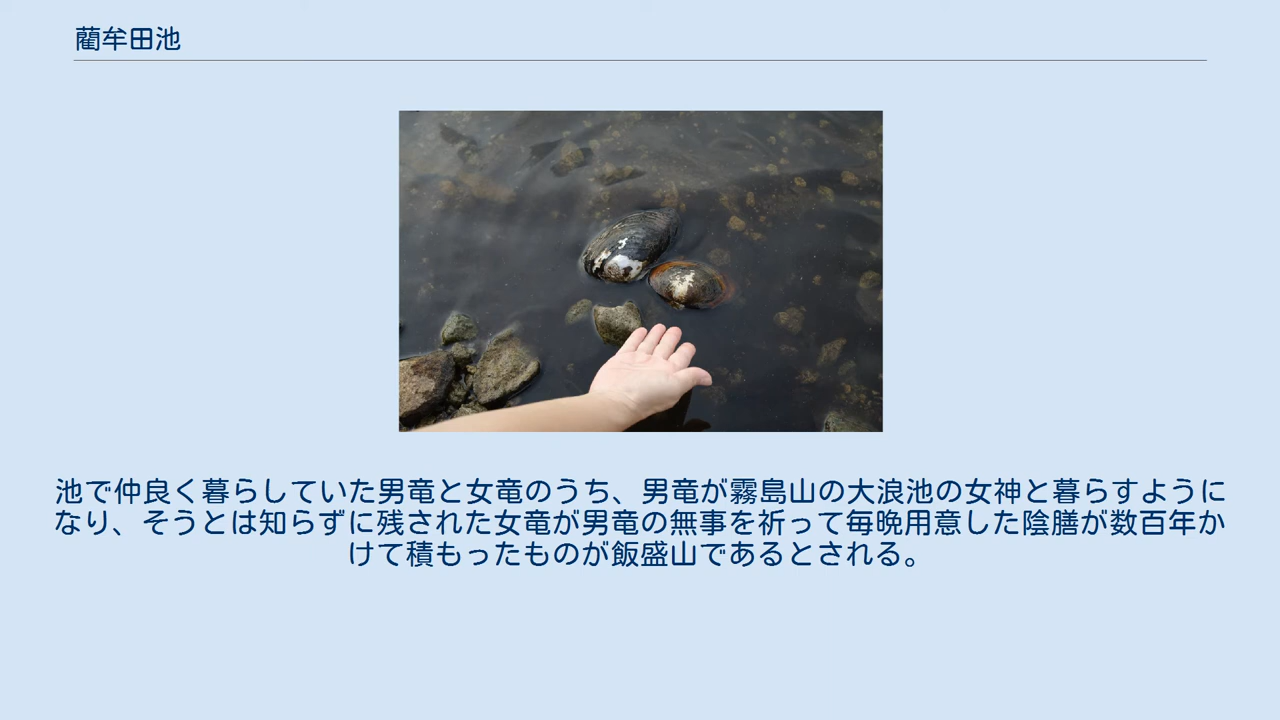 藺牟田池
池で仲良く暮らしていた男竜と女竜のうち、男竜が霧島山の大浪池の女神と暮らすように
なり、そうとは知らずに残された女竜が男竜の無事を祈って毎晩用意した陰膳が数百年か
けて積もったものが飯盛山であるとされる。